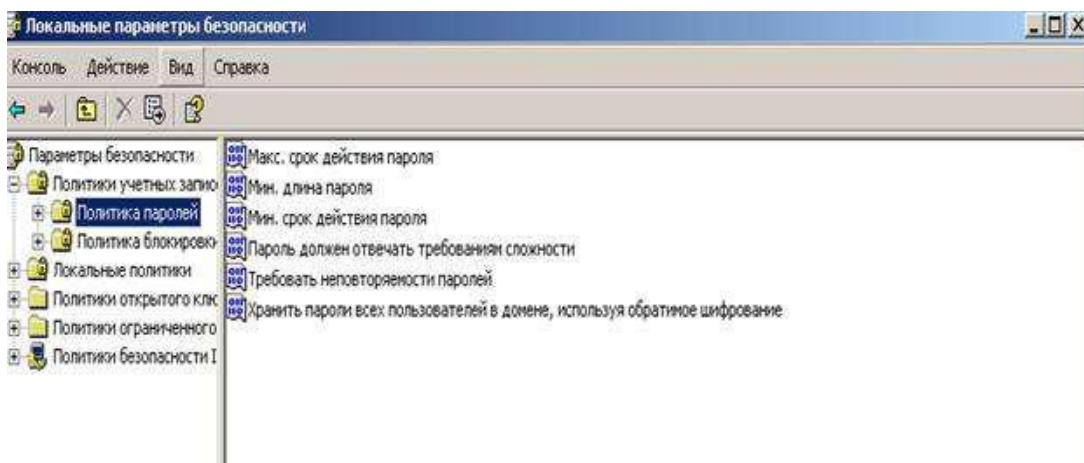 Локальные параметры безопасности
Консоль Действие Вид Справка
Параметры безопасности
Политики учетных запис
Политика паролей
Политика блокировк
Локальные политики
Политики открытого клю
Политики ограниченного
Политики безопасности I
Макс. срок действия пароля
Мин. длина пароля
Мин. срок действия пароля
Пароль должен отвечать требованиям сложности
Требовать неповторяемости паролей
Хранить пароли всех пользователей в домене, используя обратимое шифрование